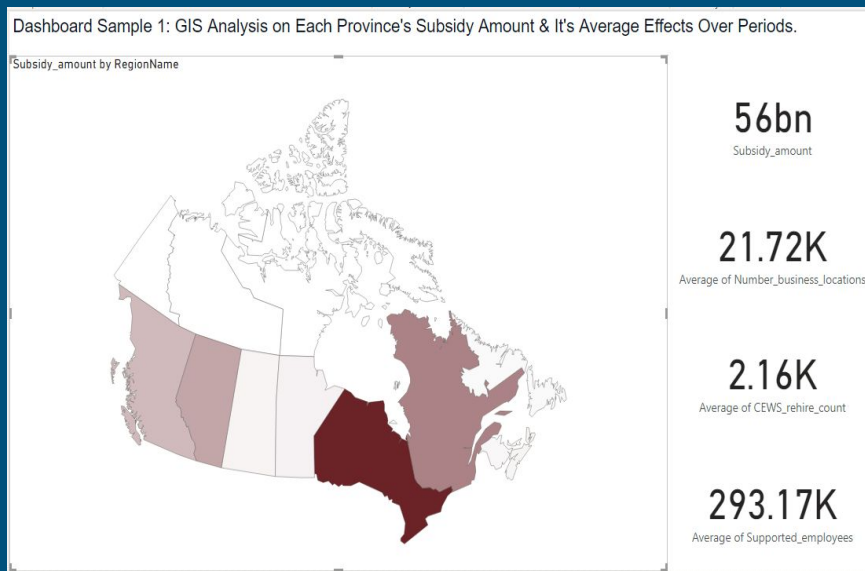 Dashboard Sample 1: GIS Analysis on Each Province's Subsidy Amount & It's Average Effects Over Periods.
Subsidy_amount by RegionName
56bn
Subsidy_amount
21.72K
Average of Number_business_locations
2.16K
Average of CEWS_rehire_count
293.17K
Average of Supported_employees